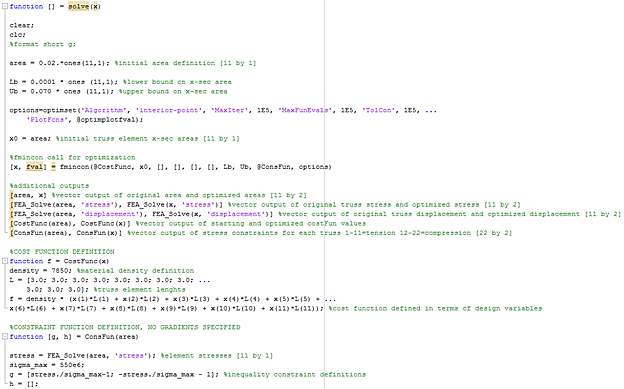 function [] = solve(x)
clear;
clc;
%format short g;
area = 0.02.*ones(11,1); %initial area definition [11 by 1]
Lb = 0.0001 * ones (11,1); %lower bound on x-sec area
Ub = 0.070 * ones (11,1); %upper bound on x-sec area
options=optimset('Algorithm', 'interior-point', 'MaxIter', 1E5, 'MaxFunEvals', 1E5, 'TolCon', 1E5, ...
'PlotFcns', @optimplotfval);
x0 = area; %initial truss element x-sec areas [11 by 1]
%fmincon call for optimization
[x, fval] = fmincon(@CostFunc, x0, [], [], [], [], Lb, Ub, @ConsFun, options)
%additional outputs
[area, x] %vector output of original area and optimized areas [11 by 2]
[FEA_Solve(area, 'stress'), FEA_Solve(x, 'stress')] %vector output of original truss stress and optimized stress [11 by 2]
[FEA_Solve(area, 'displacement'), FEA_Solve(x, 'displacement')] %vector output of original truss displacement and optimized displacement [11 by 2]
[CostFun(area), CostFunc(x)] %vector output of starting and optimized costFun values
[ConsFun(area), ConsFun(x)] %vector output of stress constraints for each truss 1-11=tension 12-22=compression [22 by 2]
%COST FUNCTION DEFINITION
function f = CostFunc(x)
density = 7850; %material density definition
L = [3.0; 3.0; 3.0; 3.0; 3.0; 3.0; 3.0; 3.0; ...
3.0; 3.0; 3.0]; %truss element lenghts
f = density * (x(1)*L(1) + x(2)*L(2) + x(3)*L(3) + x(4)*L(4) + x(5)*L(5) + ...
x(6)*L(6) + x(7)*L(7) + x(8)*L(8) + x(9)*L(9) + x(10)*L(10) + x(11)*L(11)); %cost function defined in terms of design variables
%CONSTRAINT FUNCTION DEFINITION, NO GRADIENTS SPECIFIED
function [g, h] = ConsFun(area)
stress = FEA_Solve(area, 'stress'); %element stresses [11 by 1]
sigma_max = 550e6;
g = [stress./sigma_max-1; -stress./sigma_max - 1]; %inequality constraint definitions
h = [];